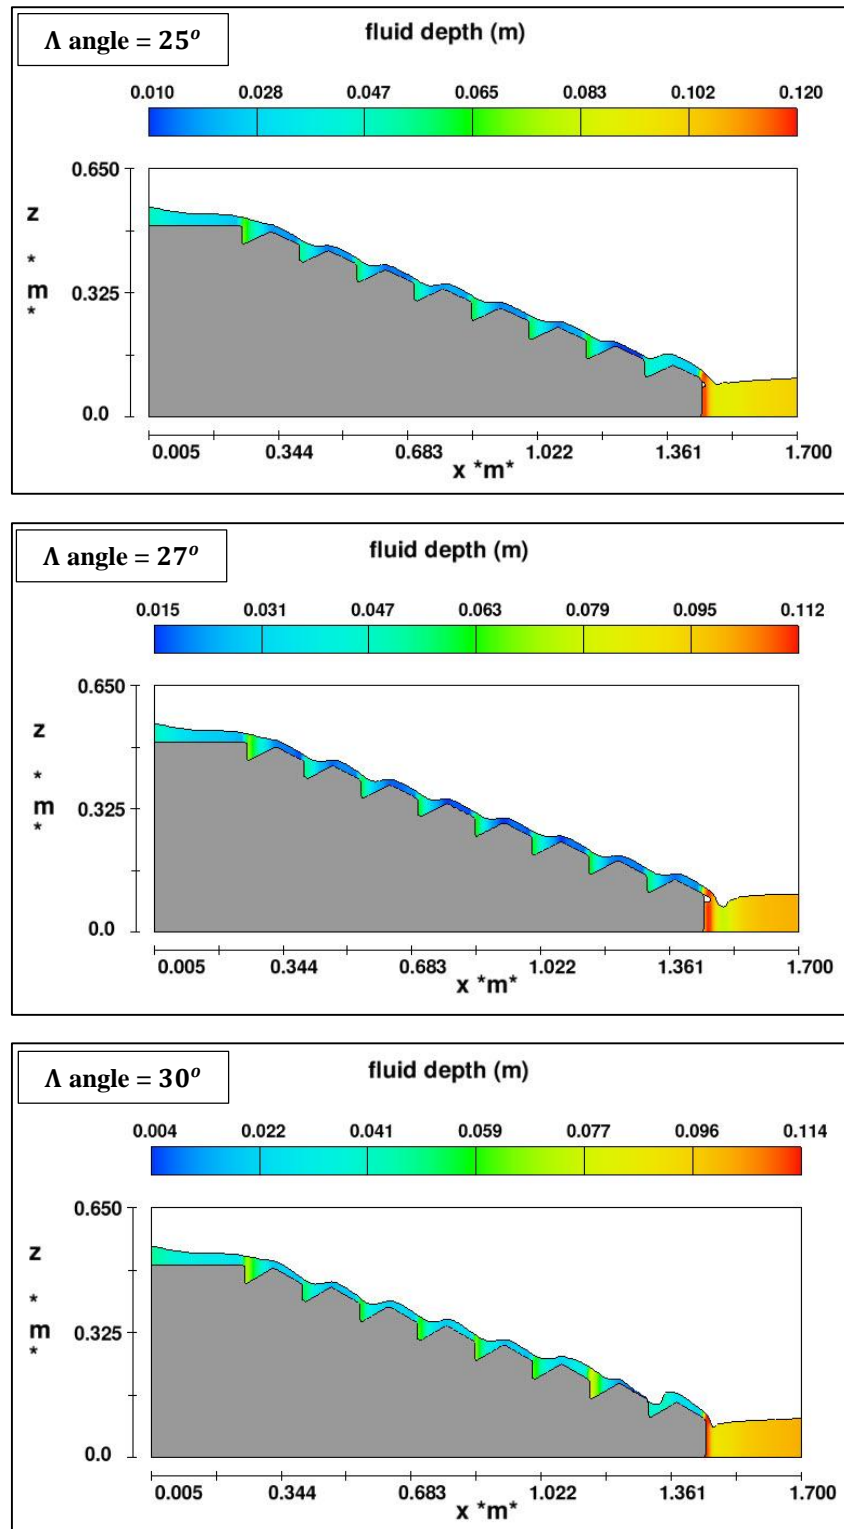 Λ angle = 25°
fluid depth (m)
0.010 0.028 0.047 0.065 0.083 0.102 0.120
0.650
z
*
m
*
0.325
0.0
0.005 0.344 0.683 1.022 1.361 1.700
x *m*
Λ angle = 27°
fluid depth (m)
0.015 0.031 0.047 0.063 0.079 0.095 0.112
0.650
z
*
m
*
0.325
0.0
0.005 0.344 0.683 1.022 1.361 1.700
x *m*
Λ angle = 30°
fluid depth (m)
0.004 0.022 0.041 0.059 0.077 0.096 0.114
0.650
z
*
m
*
0.325
0.0
0.005 0.344 0.683 1.022 1.361 1.700
x *m*